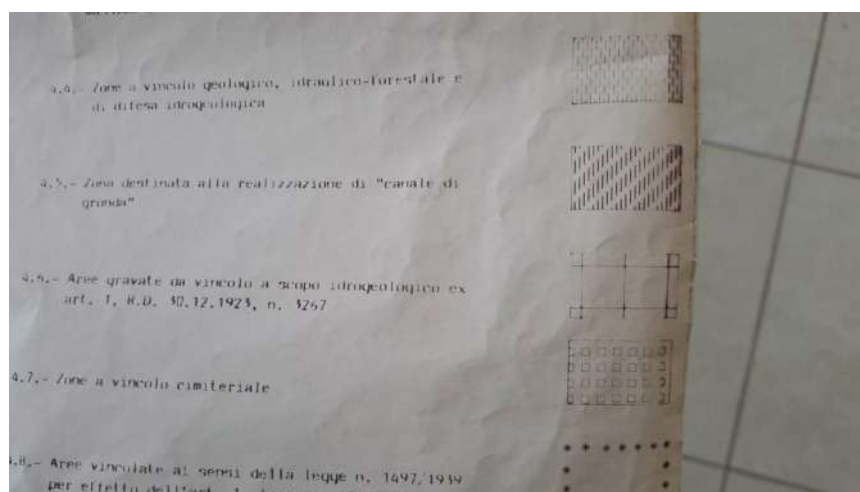 4.4.- Zone a vincolo geologico, idraulico-forestale e
di difesa idrogeologica
4.5.- Zona destinata alla realizzazione di "canale di
gronda"
4.6.- Aree gravate da vincolo a scopo idrogeologico ex
art. 1, R.D. 30.12.1923, n. 3267
4.7.- Zone a vincolo cimiteriale
4.8.- Aree vincolate ai sensi della legge n. 1497/1939
per effetto dell'art.